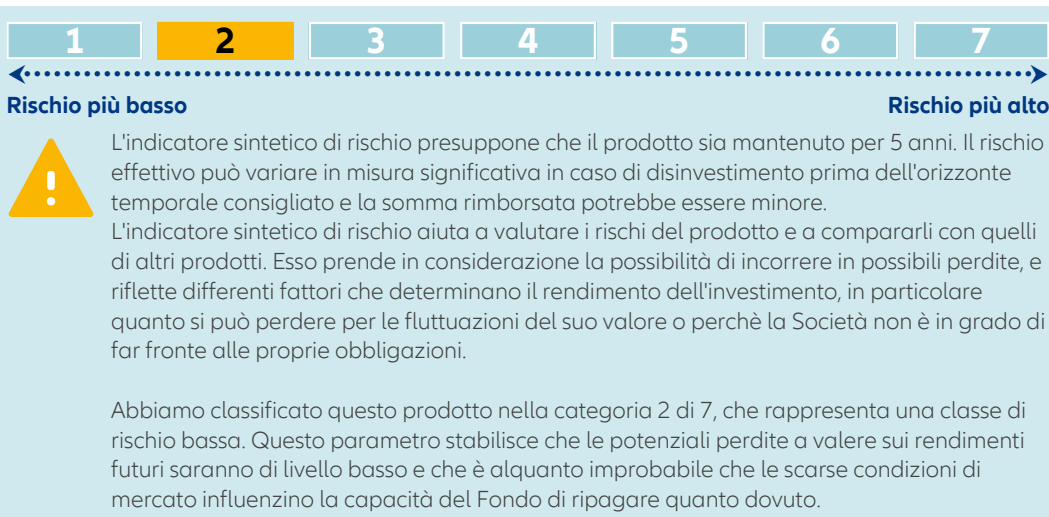 1 2 3 4 5 6 7
Rischio più basso Rischio più alto
L'indicatore sintetico di rischio presuppone che il prodotto sia mantenuto per 5 anni. Il rischio
effettivo può variare in misura significativa in caso di disinvestimento prima dell'orizzonte
temporale consigliato e la somma rimborsata potrebbe essere minore.
L'indicatore sintetico di rischio aiuta a valutare i rischi del prodotto e a compararli con quelli
di altri prodotti. Esso prende in considerazione la possibilità di incorrere in possibili perdite, e
riflette differenti fattori che determinano il rendimento dell'investimento, in particolare
quanto si può perdere per le fluttuazioni del suo valore o perchè la Società non è in grado di
far fronte alle proprie obbligazioni.
Abbiamo classificato questo prodotto nella categoria 2 di 7, che rappresenta una classe di
rischio bassa. Questo parametro stabilisce che le potenziali perdite a valere sui rendimenti
futuri saranno di livello basso e che è alquanto improbabile che le scarse condizioni di
mercato influenzino la capacità del Fondo di ripagare quanto dovuto.